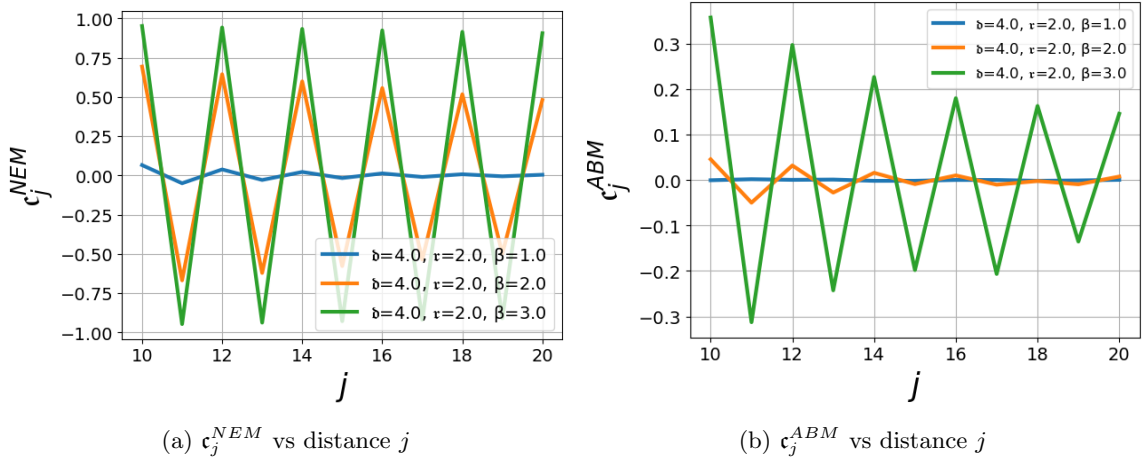 1.00
0.75
0.50
0.25
0.00
−0.25
−0.50
−0.75
−1.00
𝔠_j^{NEM}
𝔡=4.0, 𝔯=2.0, β=1.0
𝔡=4.0, 𝔯=2.0, β=2.0
𝔡=4.0, 𝔯=2.0, β=3.0
10 12 14 16 18 20
j
(a) 𝔠_j^{NEM} vs distance j
0.3
0.2
0.1
0.0
−0.1
−0.2
−0.3
𝔠_j^{ABM}
𝔡=4.0, 𝔯=2.0, β=1.0
𝔡=4.0, 𝔯=2.0, β=2.0
𝔡=4.0, 𝔯=2.0, β=3.0
10 12 14 16 18 20
j
(b) 𝔠_j^{ABM} vs distance j